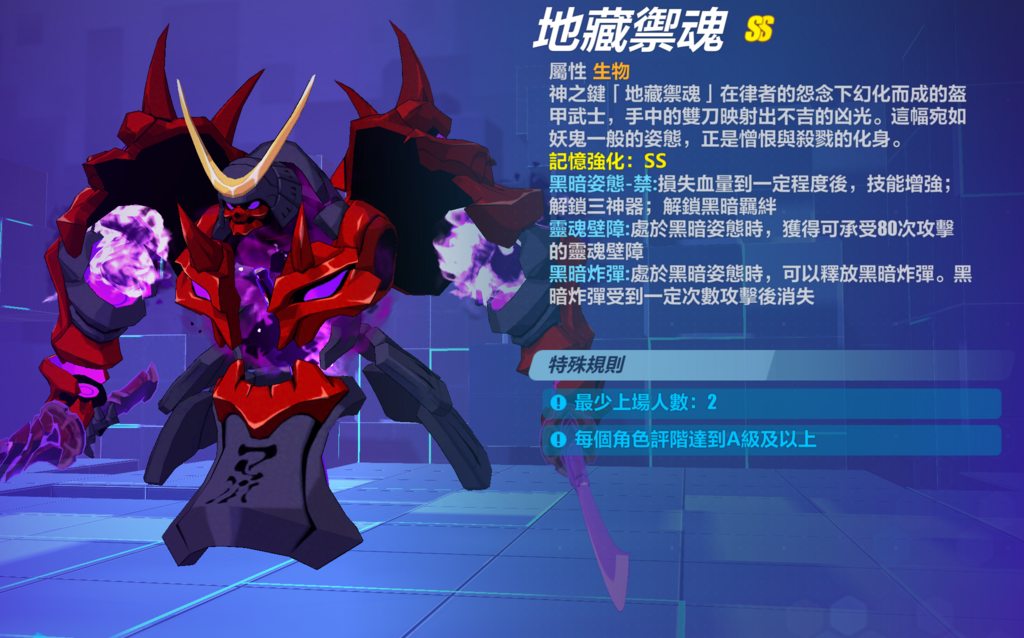 地藏禦魂 SS
屬性 生物
神之鍵「地藏禦魂」在律者的怨念下幻化而成的盔
甲武士，手中的雙刀映射出不吉的凶光。這幅宛如
妖鬼一般的姿態，正是憎恨與殺戮的化身。
記憶強化：SS
黑暗姿態-禁:損失血量到一定程度後，技能增強；
解鎖三神器；解鎖黑暗羈絆
靈魂壁障:處於黑暗姿態時，獲得可承受80次攻擊
的靈魂壁障
黑暗炸彈:處於黑暗姿態時，可以釋放黑暗炸彈。黑
暗炸彈受到一定次數攻擊後消失
特殊規則
最少上場人數：2
每個角色評階達到A級及以上